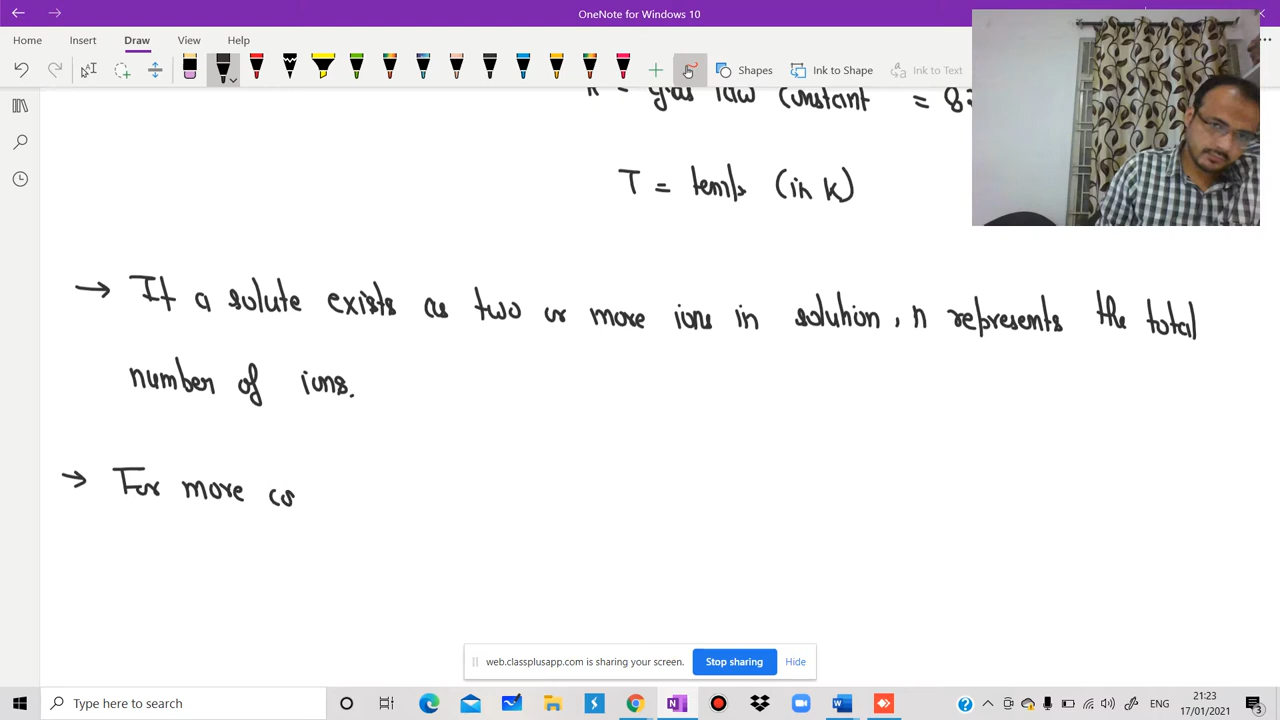 OneNote for Windows 10
Home Insert Draw View Help
Shapes Ink to Shape Ink to Text
= gas law constant = 8
T = temp (in k)
→ If a solute exists as two or more ions in solution, n represents the total
number of ions.
→ For more co
web.classplusapp.com is sharing your screen. Stop sharing Hide
Type here to search
ENG
21:23
17/01/2021
3